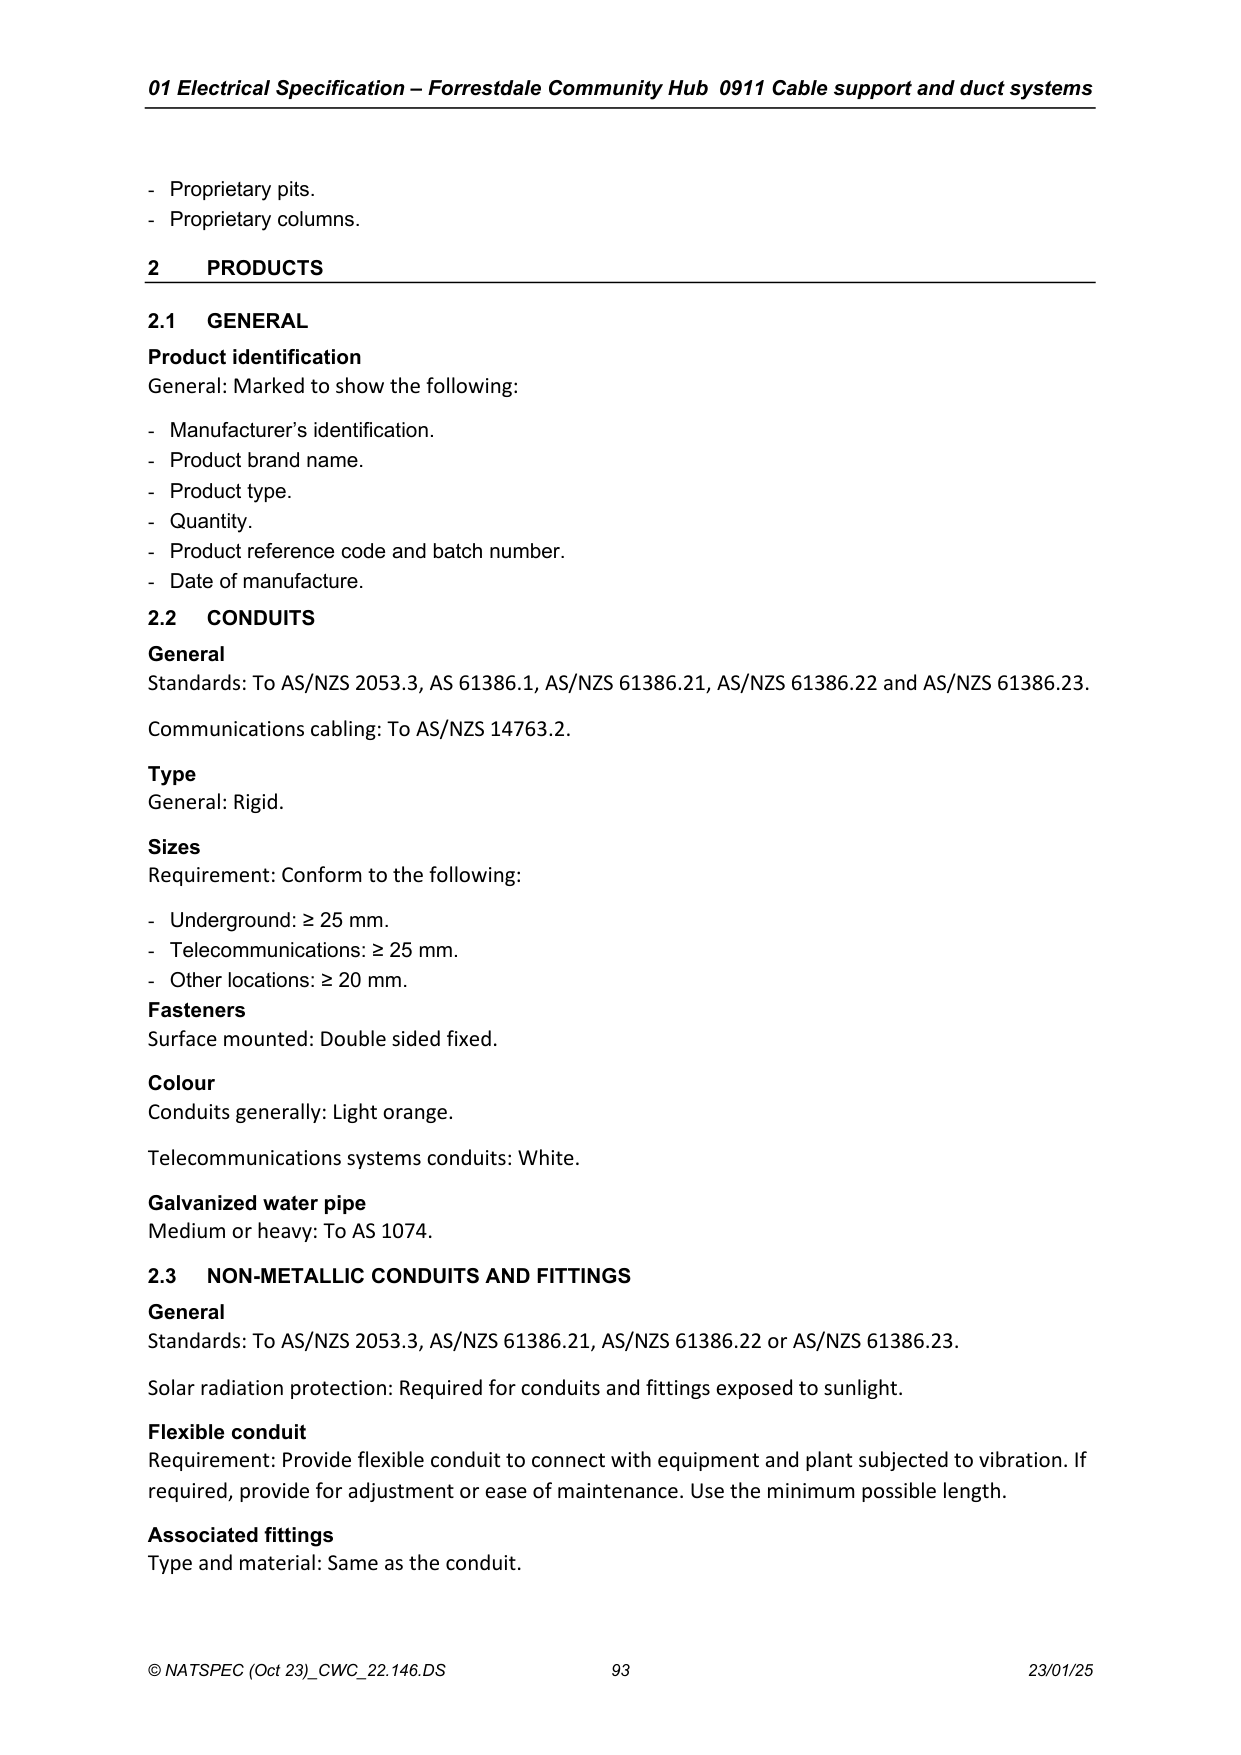 01 Electrical Specification – Forrestdale Community Hub 0911 Cable support and duct systems
- Proprietary pits.
- Proprietary columns.
2 PRODUCTS
2.1 GENERAL
Product identification
General: Marked to show the following:
- Manufacturer’s identification.
- Product brand name.
- Product type.
- Quantity.
- Product reference code and batch number.
- Date of manufacture.
2.2 CONDUITS
General
Standards: To AS/NZS 2053.3, AS 61386.1, AS/NZS 61386.21, AS/NZS 61386.22 and AS/NZS 61386.23.
Communications cabling: To AS/NZS 14763.2.
Type
General: Rigid.
Sizes
Requirement: Conform to the following:
- Underground: ≥ 25 mm.
- Telecommunications: ≥ 25 mm.
- Other locations: ≥ 20 mm.
Fasteners
Surface mounted: Double sided fixed.
Colour
Conduits generally: Light orange.
Telecommunications systems conduits: White.
Galvanized water pipe
Medium or heavy: To AS 1074.
2.3 NON-METALLIC CONDUITS AND FITTINGS
General
Standards: To AS/NZS 2053.3, AS/NZS 61386.21, AS/NZS 61386.22 or AS/NZS 61386.23.
Solar radiation protection: Required for conduits and fittings exposed to sunlight.
Flexible conduit
Requirement: Provide flexible conduit to connect with equipment and plant subjected to vibration. If
required, provide for adjustment or ease of maintenance. Use the minimum possible length.
Associated fittings
Type and material: Same as the conduit.
© NATSPEC (Oct 23)_CWC_22.146.DS 93 23/01/25